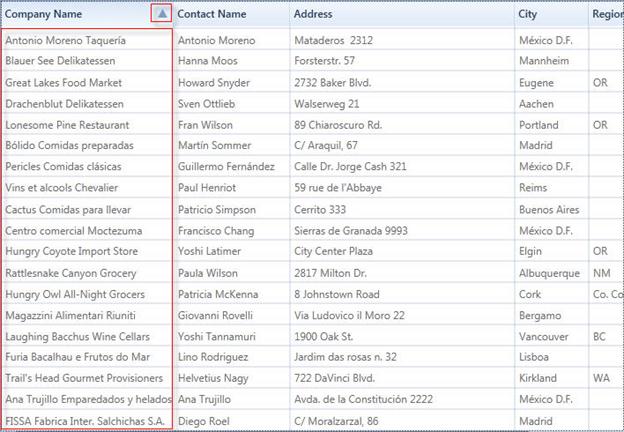 Company Name Contact Name Address City Region
Antonio Moreno Taquería Antonio Moreno Mataderos 2312 México D.F.
Blauer See Delikatessen Hanna Moos Forsterstr. 57 Mannheim
Great Lakes Food Market Howard Snyder 2732 Baker Blvd. Eugene OR
Drachenblut Delikatessen Sven Ottlieb Walserweg 21 Aachen
Lonesome Pine Restaurant Fran Wilson 89 Chiaroscuro Rd. Portland OR
Bólido Comidas preparadas Martín Sommer C/ Araquil, 67 Madrid
Pericles Comidas clásicas Guillermo Fernández Calle Dr. Jorge Cash 321 México D.F.
Vins et alcools Chevalier Paul Henriot 59 rue de l'Abbaye Reims
Cactus Comidas para llevar Patricio Simpson Cerrito 333 Buenos Aires
Centro comercial Moctezuma Francisco Chang Sierras de Granada 9993 México D.F.
Hungry Coyote Import Store Yoshi Latimer City Center Plaza Elgin OR
Rattlesnake Canyon Grocery Paula Wilson 2817 Milton Dr. Albuquerque NM
Hungry Owl All-Night Grocers Patricia McKenna 8 Johnstown Road Cork Co. Co
Magazzini Alimentari Riuniti Giovanni Rovelli Via Ludovico il Moro 22 Bergamo
Laughing Bacchus Wine Cellars Yoshi Tannamuri 1900 Oak St. Vancouver BC
Furia Bacalhau e Frutos do Mar Lino Rodriguez Jardim das rosas n. 32 Lisboa
Trail's Head Gourmet Provisioners Helvetius Nagy 722 DaVinci Blvd. Kirkland WA
Ana Trujillo Emparedados y helados Ana Trujillo Avda. de la Constitución 2222 México D.F.
FISSA Fabrica Inter. Salchichas S.A. Diego Roel C/ Moralzarzal, 86 Madrid